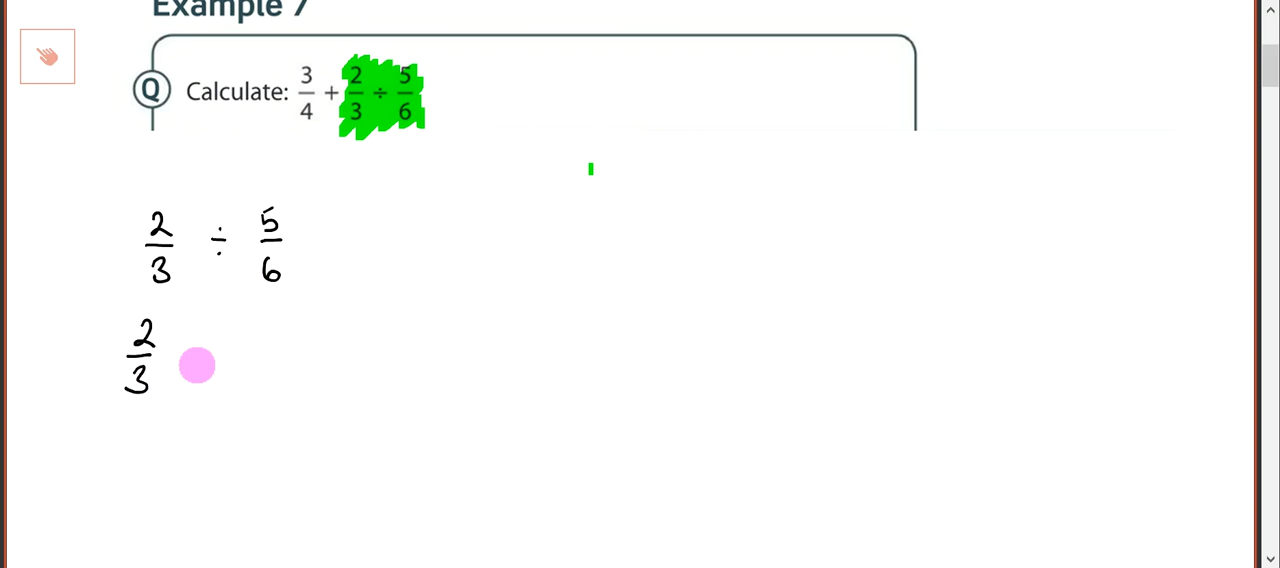 Example 7
Q Calculate: 3/4 + 2/3 ÷ 5/6
2/3 ÷ 5/6
2/3